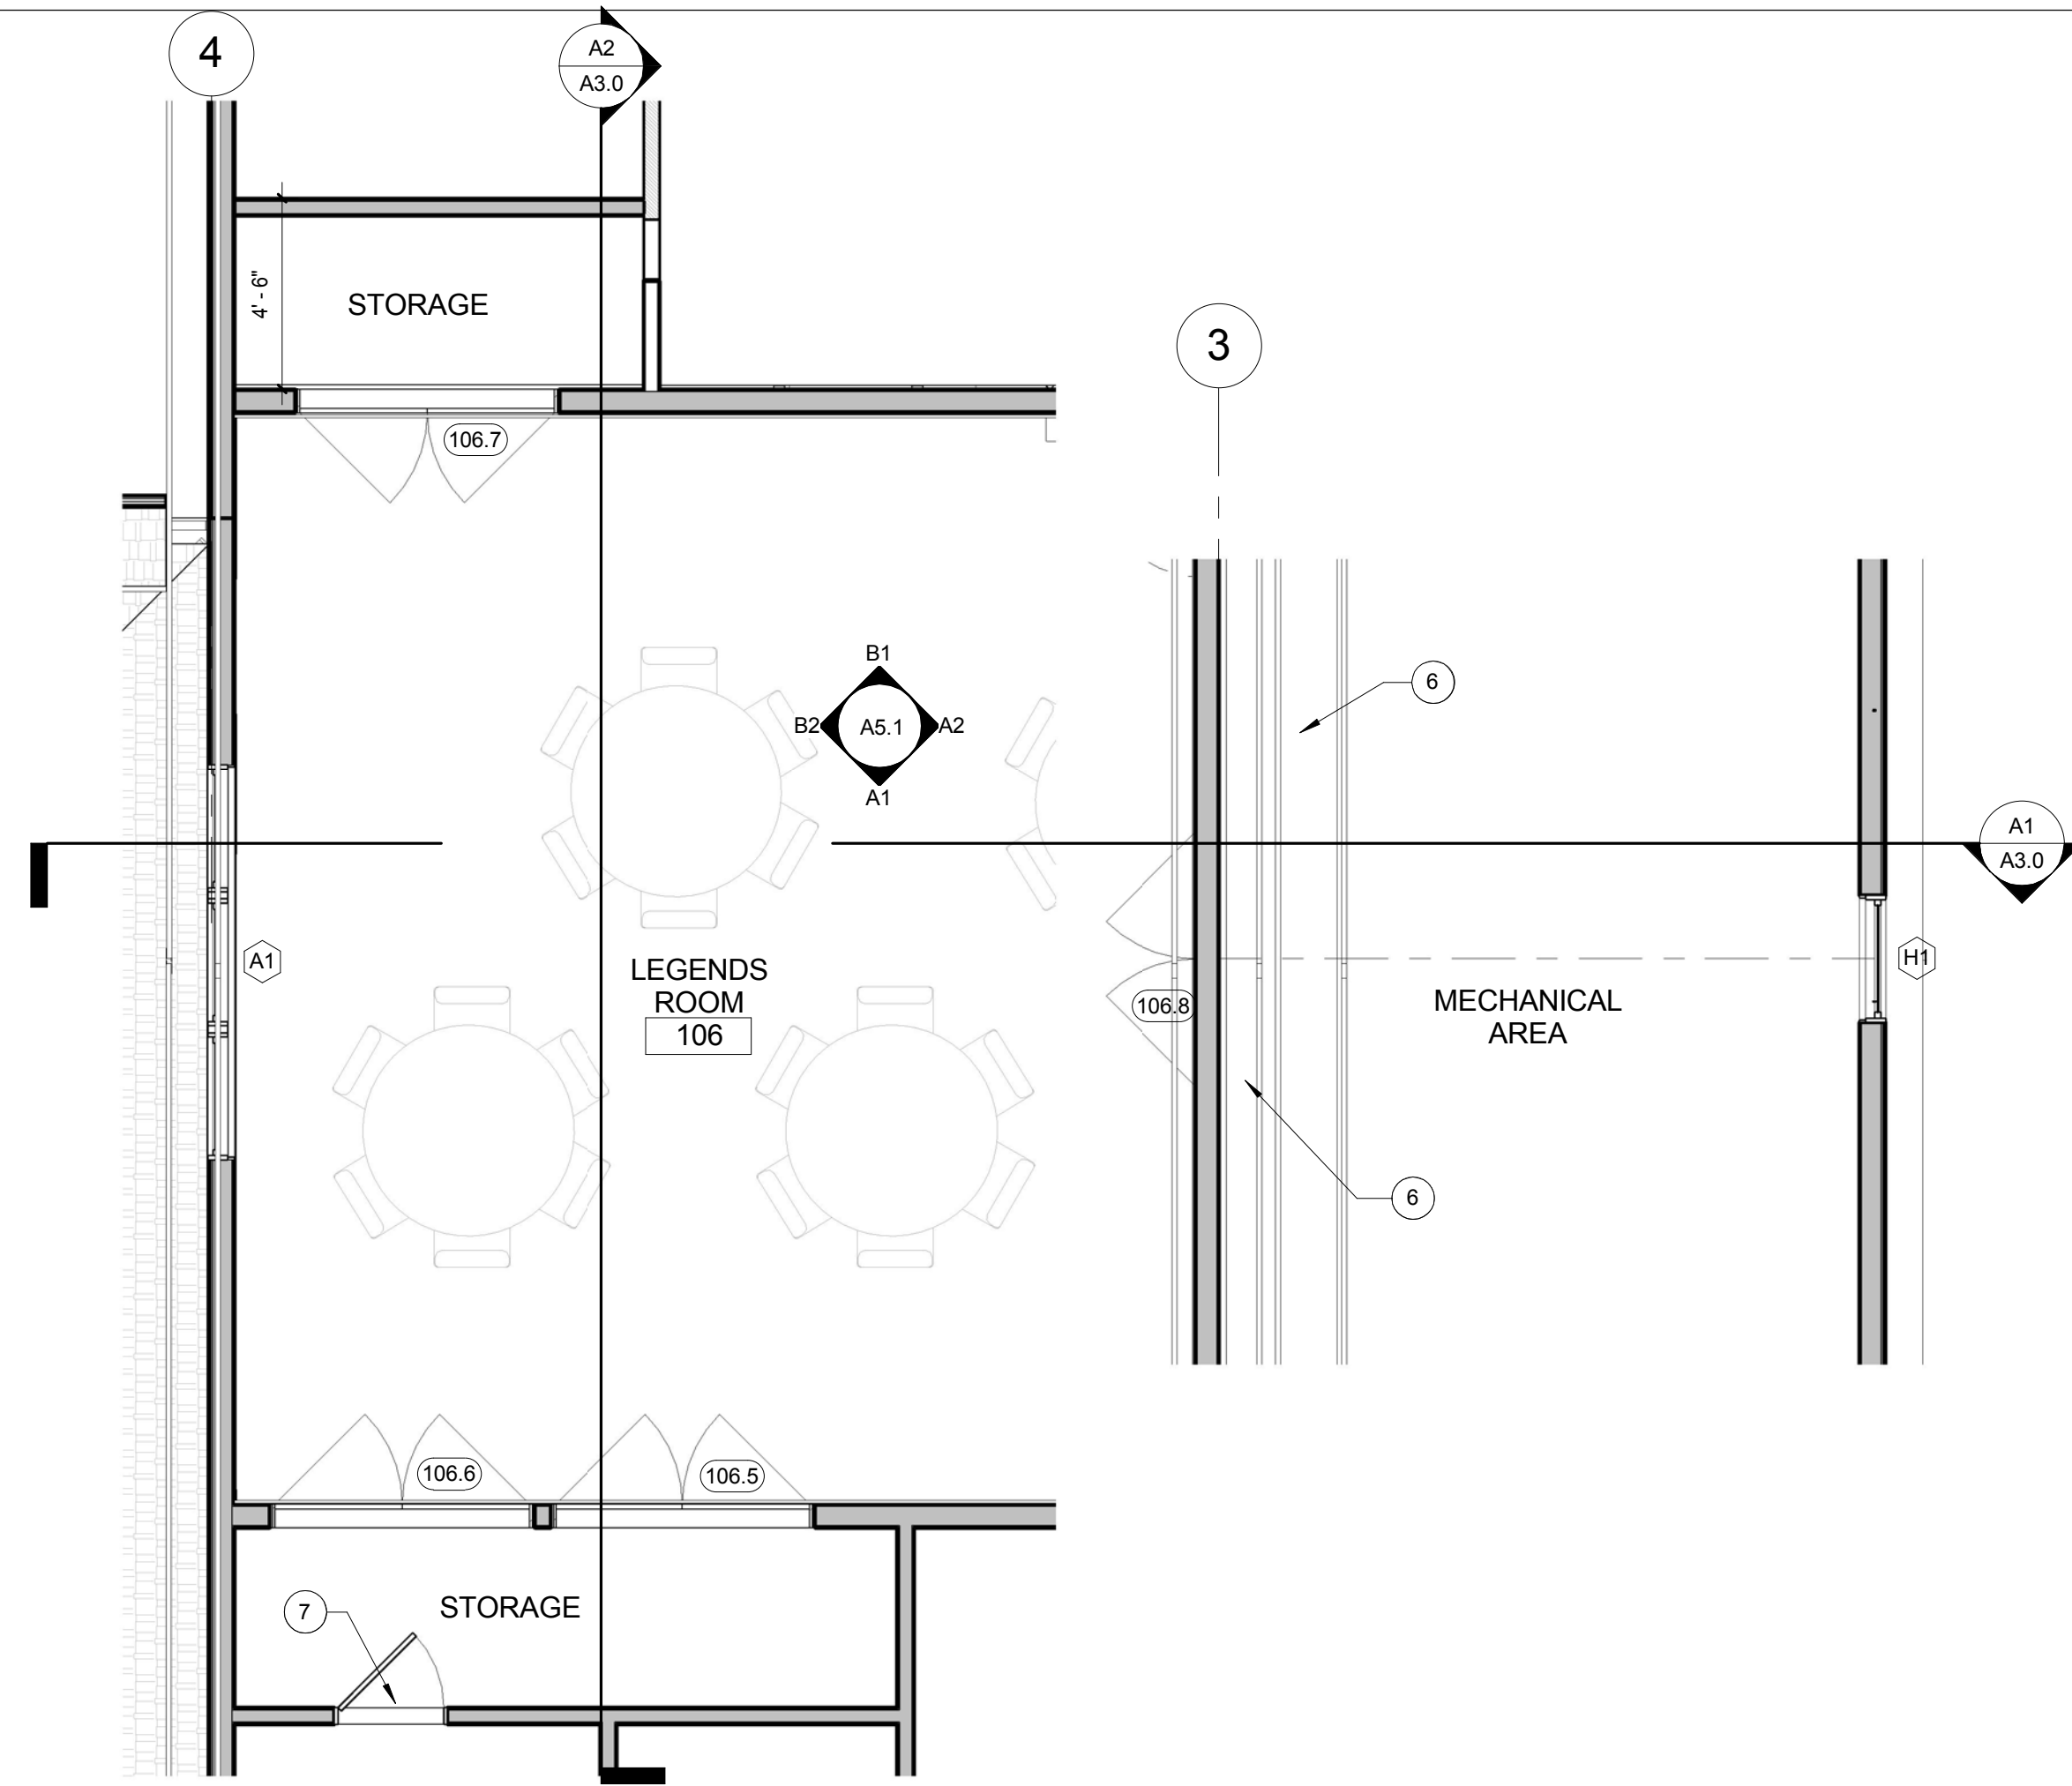 4
A2
A3.0
4' - 6"
STORAGE
3
106.7
B1
B2
A5.1
A2
A1
6
A1
A3.0
A1
H1
LEGENDS
ROOM
106
106.8
MECHANICAL
AREA
6
106.6
106.5
7
STORAGE